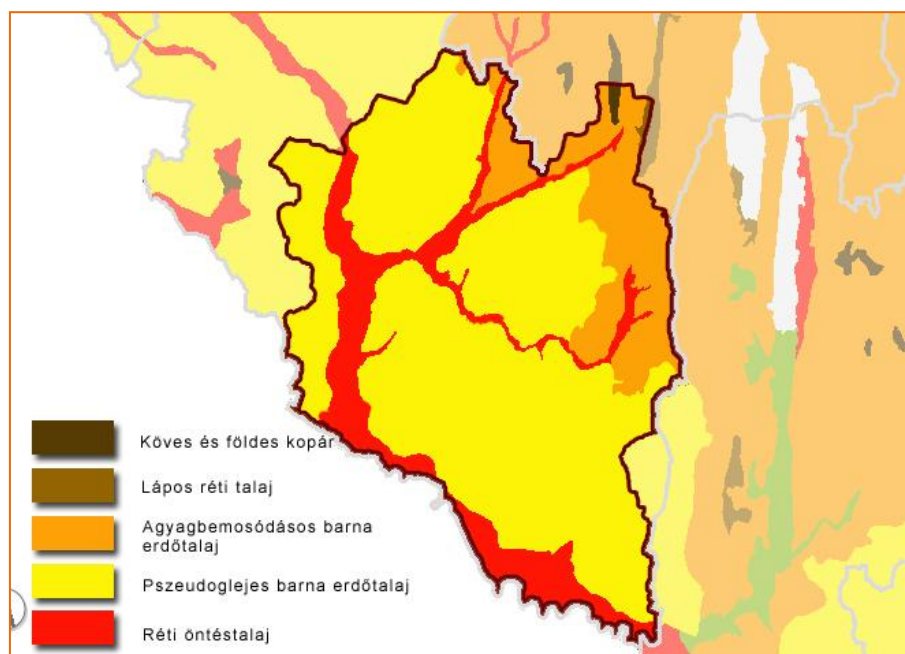 Köves és földes kopár
Lápos réti talaj
Agyagbemosódásos barna
erdőtalaj
Pszeudoglejes barna erdőtalaj
Réti öntéstalaj